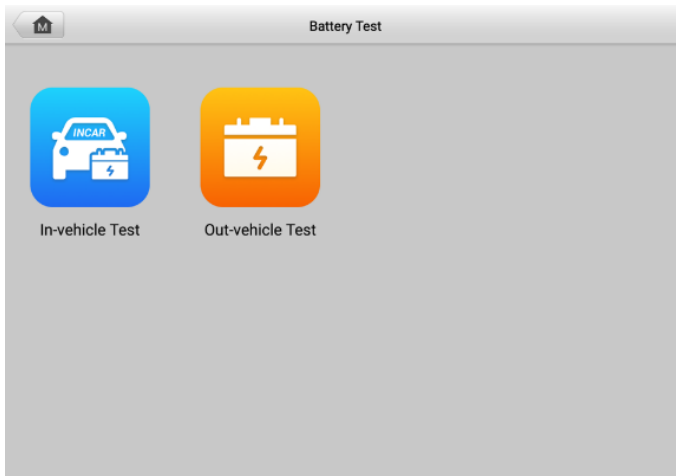 M
Battery Test
INCAR
In-vehicle Test
Out-vehicle Test